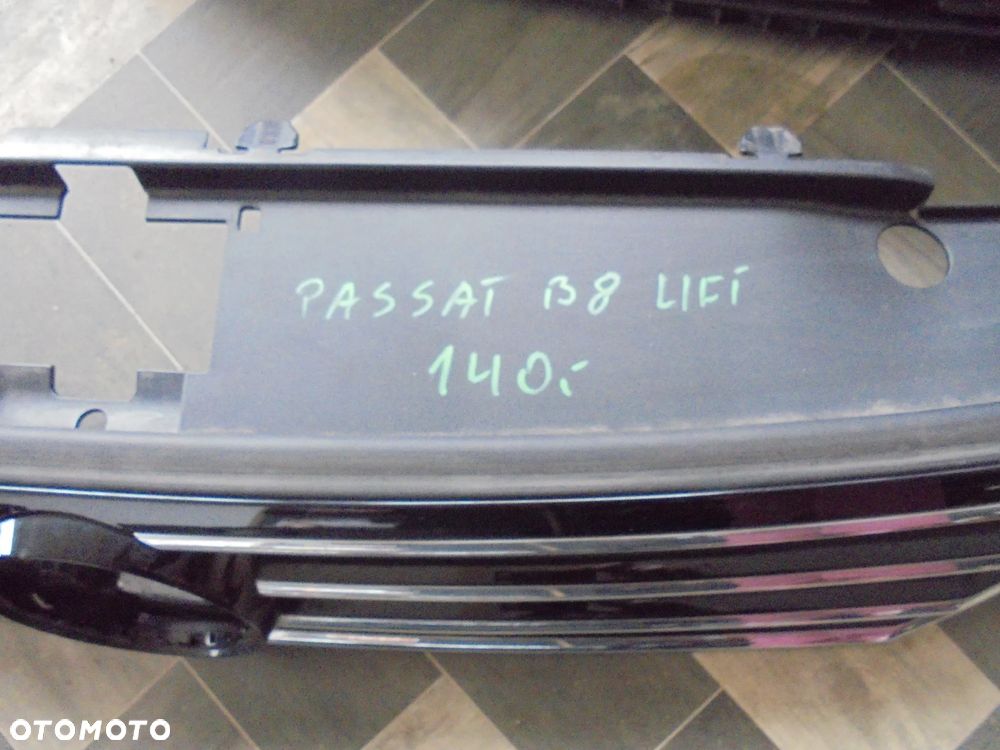 PASSAT B8 LIFT
140,-
OTOMOTO